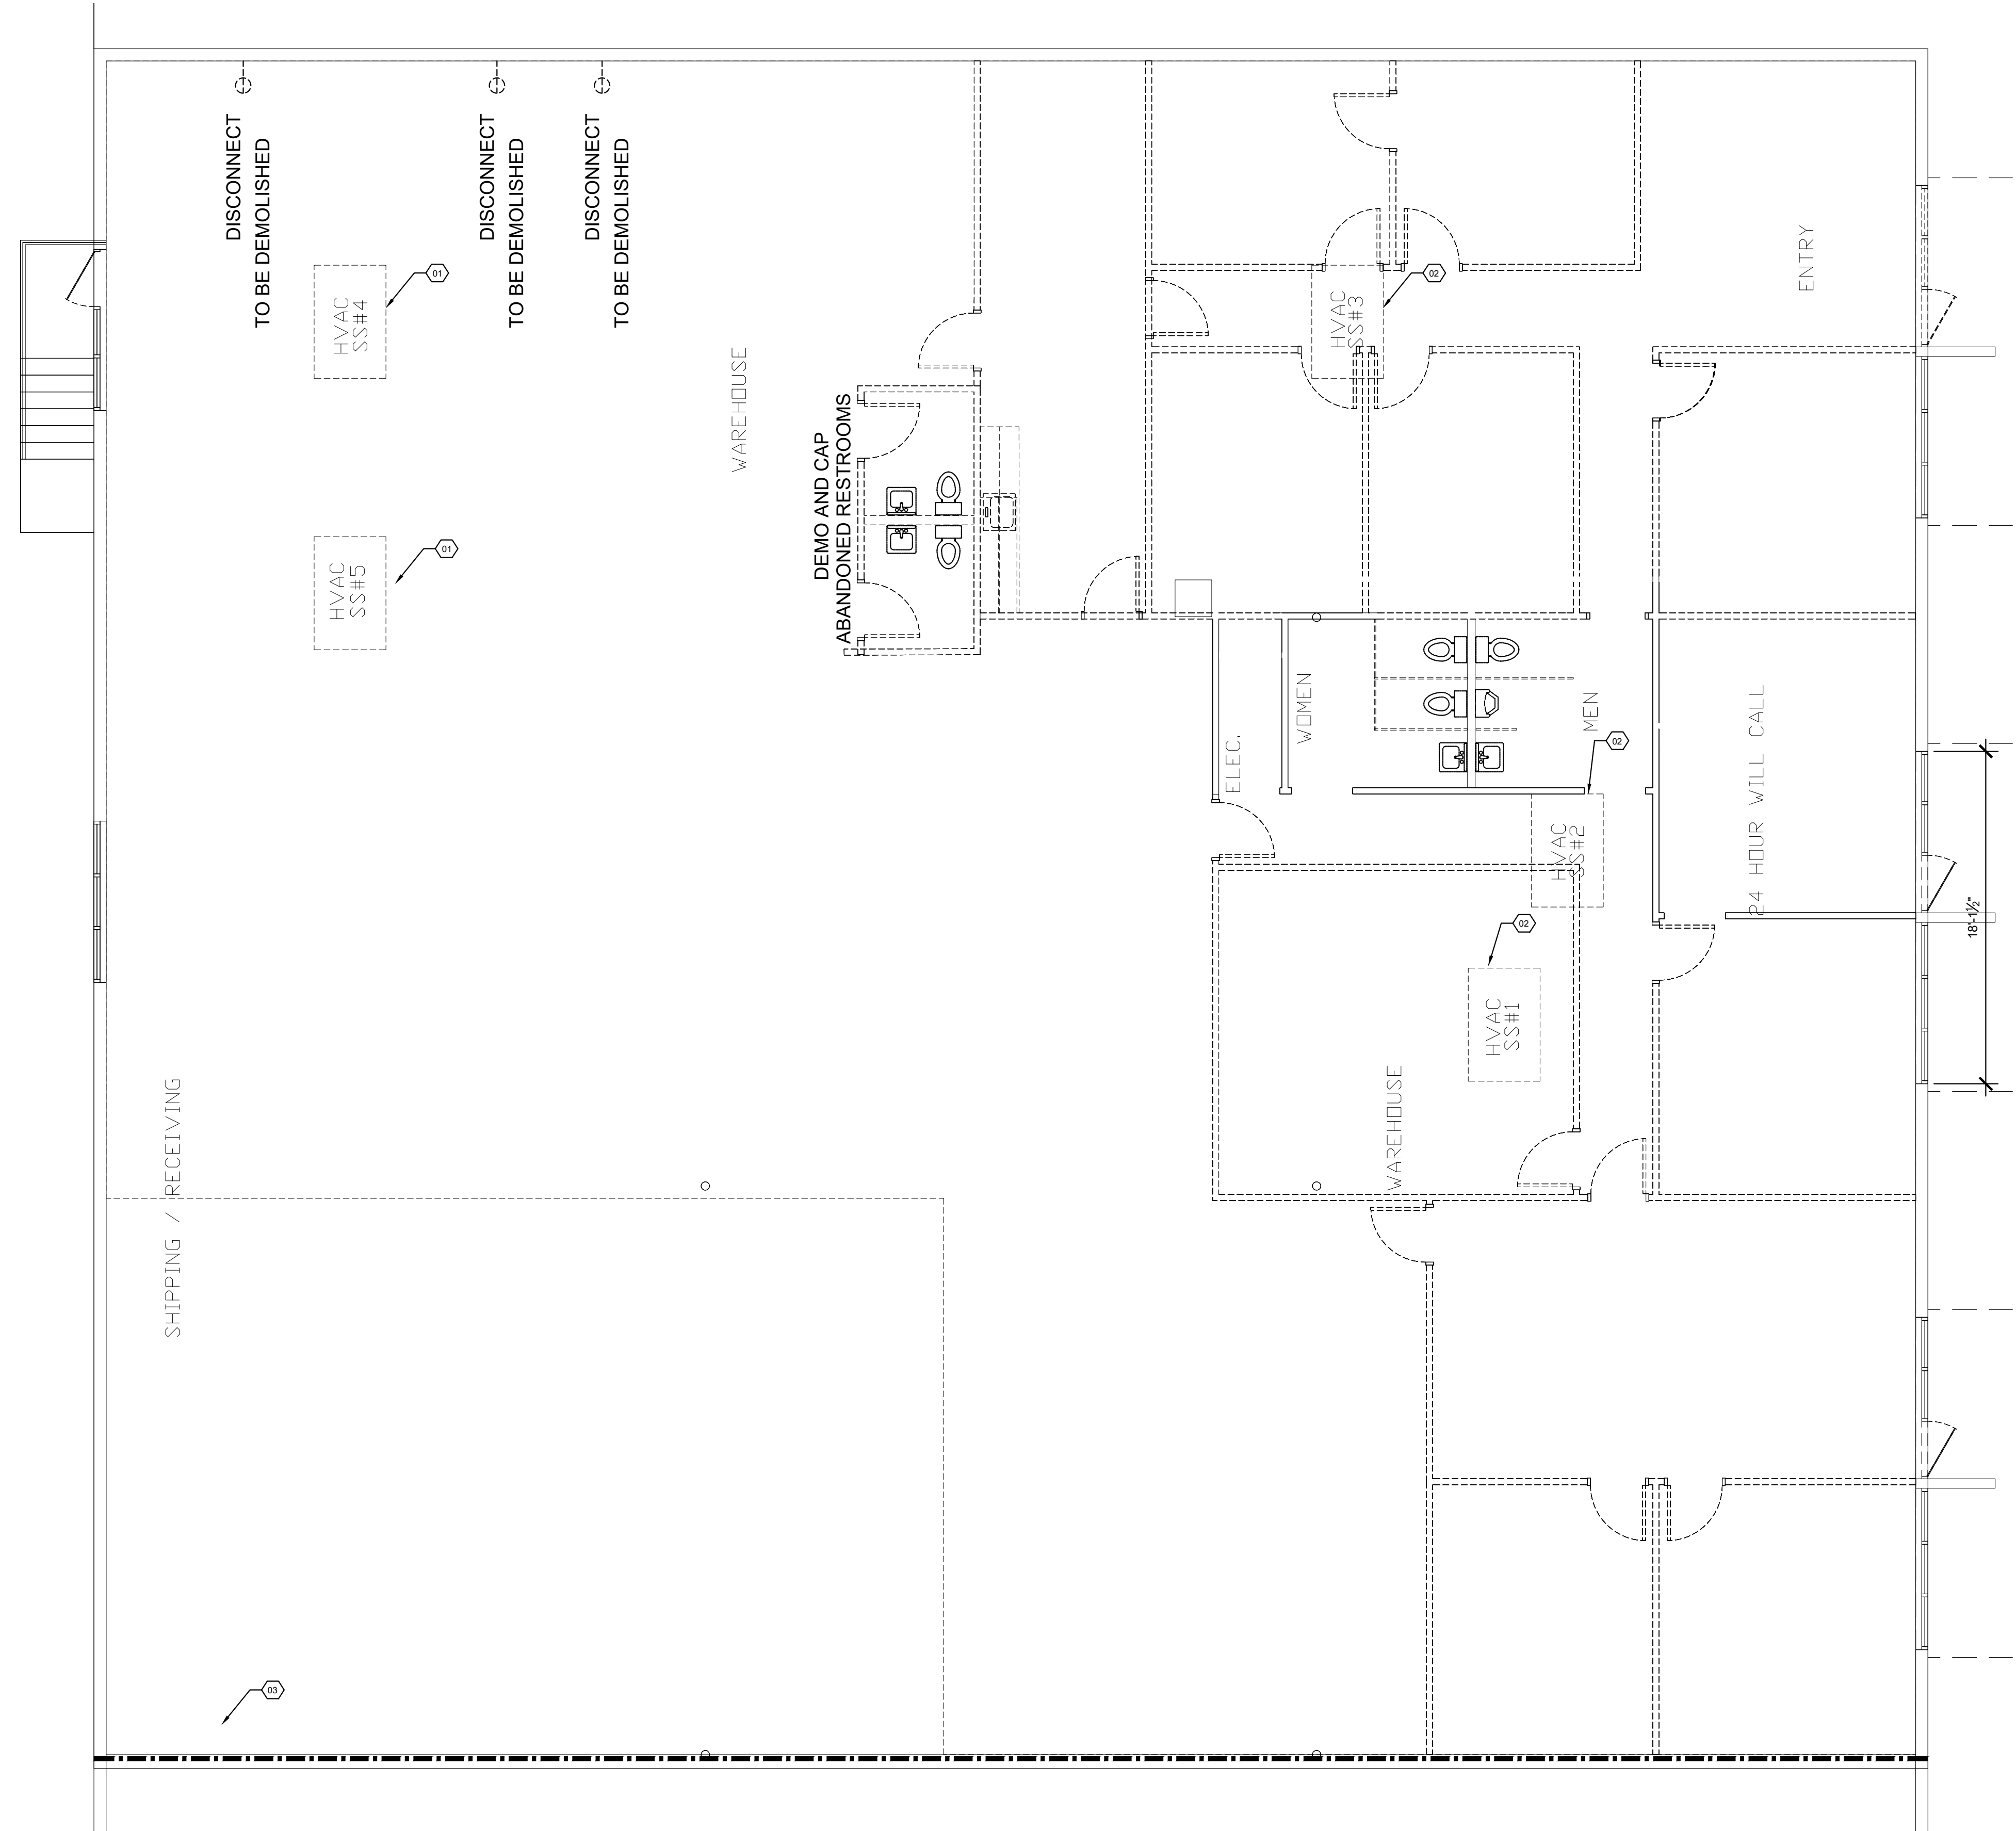 DISCONNECT
TO BE DEMOLISHED
DISCONNECT
TO BE DEMOLISHED
DISCONNECT
TO BE DEMOLISHED
HVAC
SS#4
01
HVAC
SS#5
01
WAREHOUSE
DEMO AND CAP
ABANDONED RESTROOMS
HVAC
SS#3
02
ENTRY
ELEC.
WOMEN
MEN
02
24 HOUR WILL CALL
HVAC
SS#2
18'-1½"
02
HVAC
SS#1
WAREHOUSE
SHIPPING / RECEIVING
03